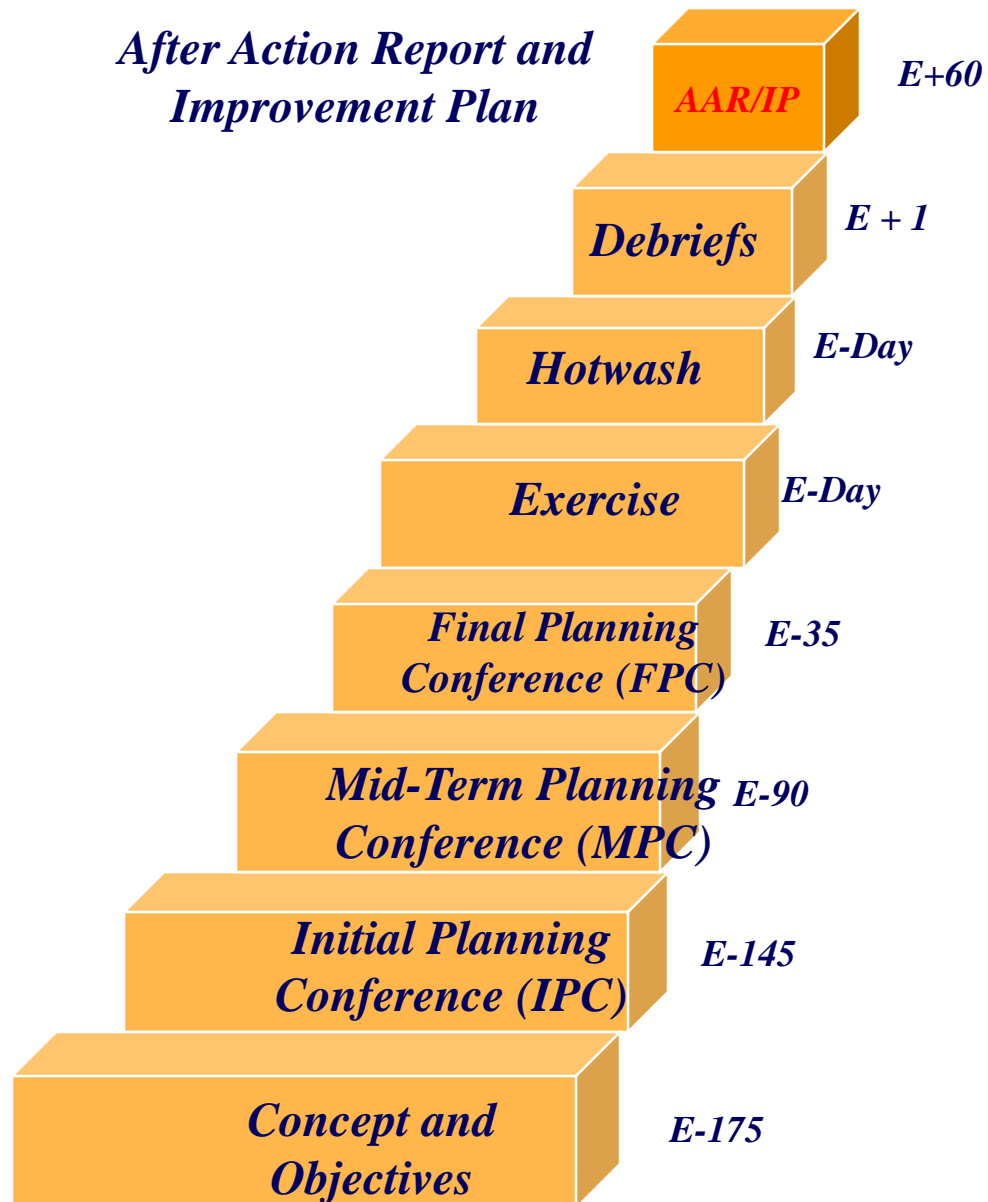 After Action Report and
Improvement Plan
AAR/IP
E+60
Debriefs
E + 1
Hotwash
E-Day
Exercise
E-Day
Final Planning
Conference (FPC)
E-35
Mid-Term Planning
Conference (MPC)
E-90
Initial Planning
Conference (IPC)
E-145
Concept and
Objectives
E-175